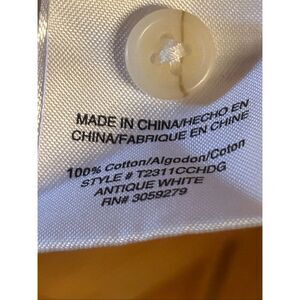 MADE IN CHINA/HECHO EN
CHINA/FABRIQUE EN CHINE
100% Cotton/Algodon/Coton
STYLE # T2311CCHDG
ANTIQUE WHITE
RN# 3059279